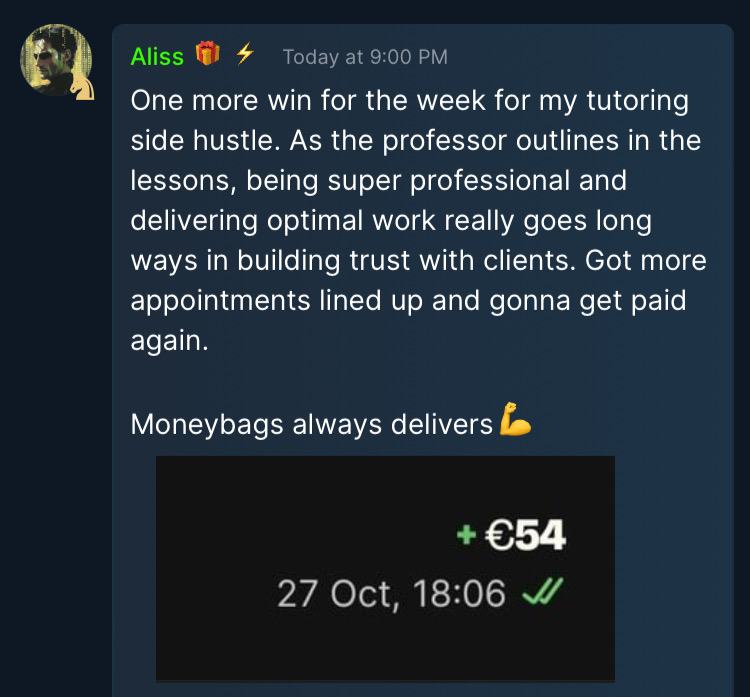 Aliss 🎁 ⚡ Today at 9:00 PM
One more win for the week for my tutoring
side hustle. As the professor outlines in the
lessons, being super professional and
delivering optimal work really goes long
ways in building trust with clients. Got more
appointments lined up and gonna get paid
again.
Moneybags always delivers💪
+ €54
27 Oct, 18:06